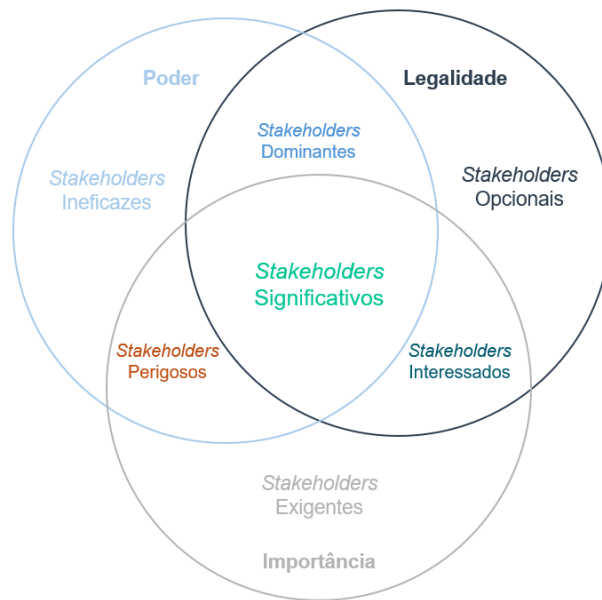 Poder
Legalidade
Stakeholders
Dominantes
Stakeholders
Ineficazes
Stakeholders
Opcionais
Stakeholders
Significativos
Stakeholders
Perigosos
Stakeholders
Interessados
Stakeholders
Exigentes
Importância